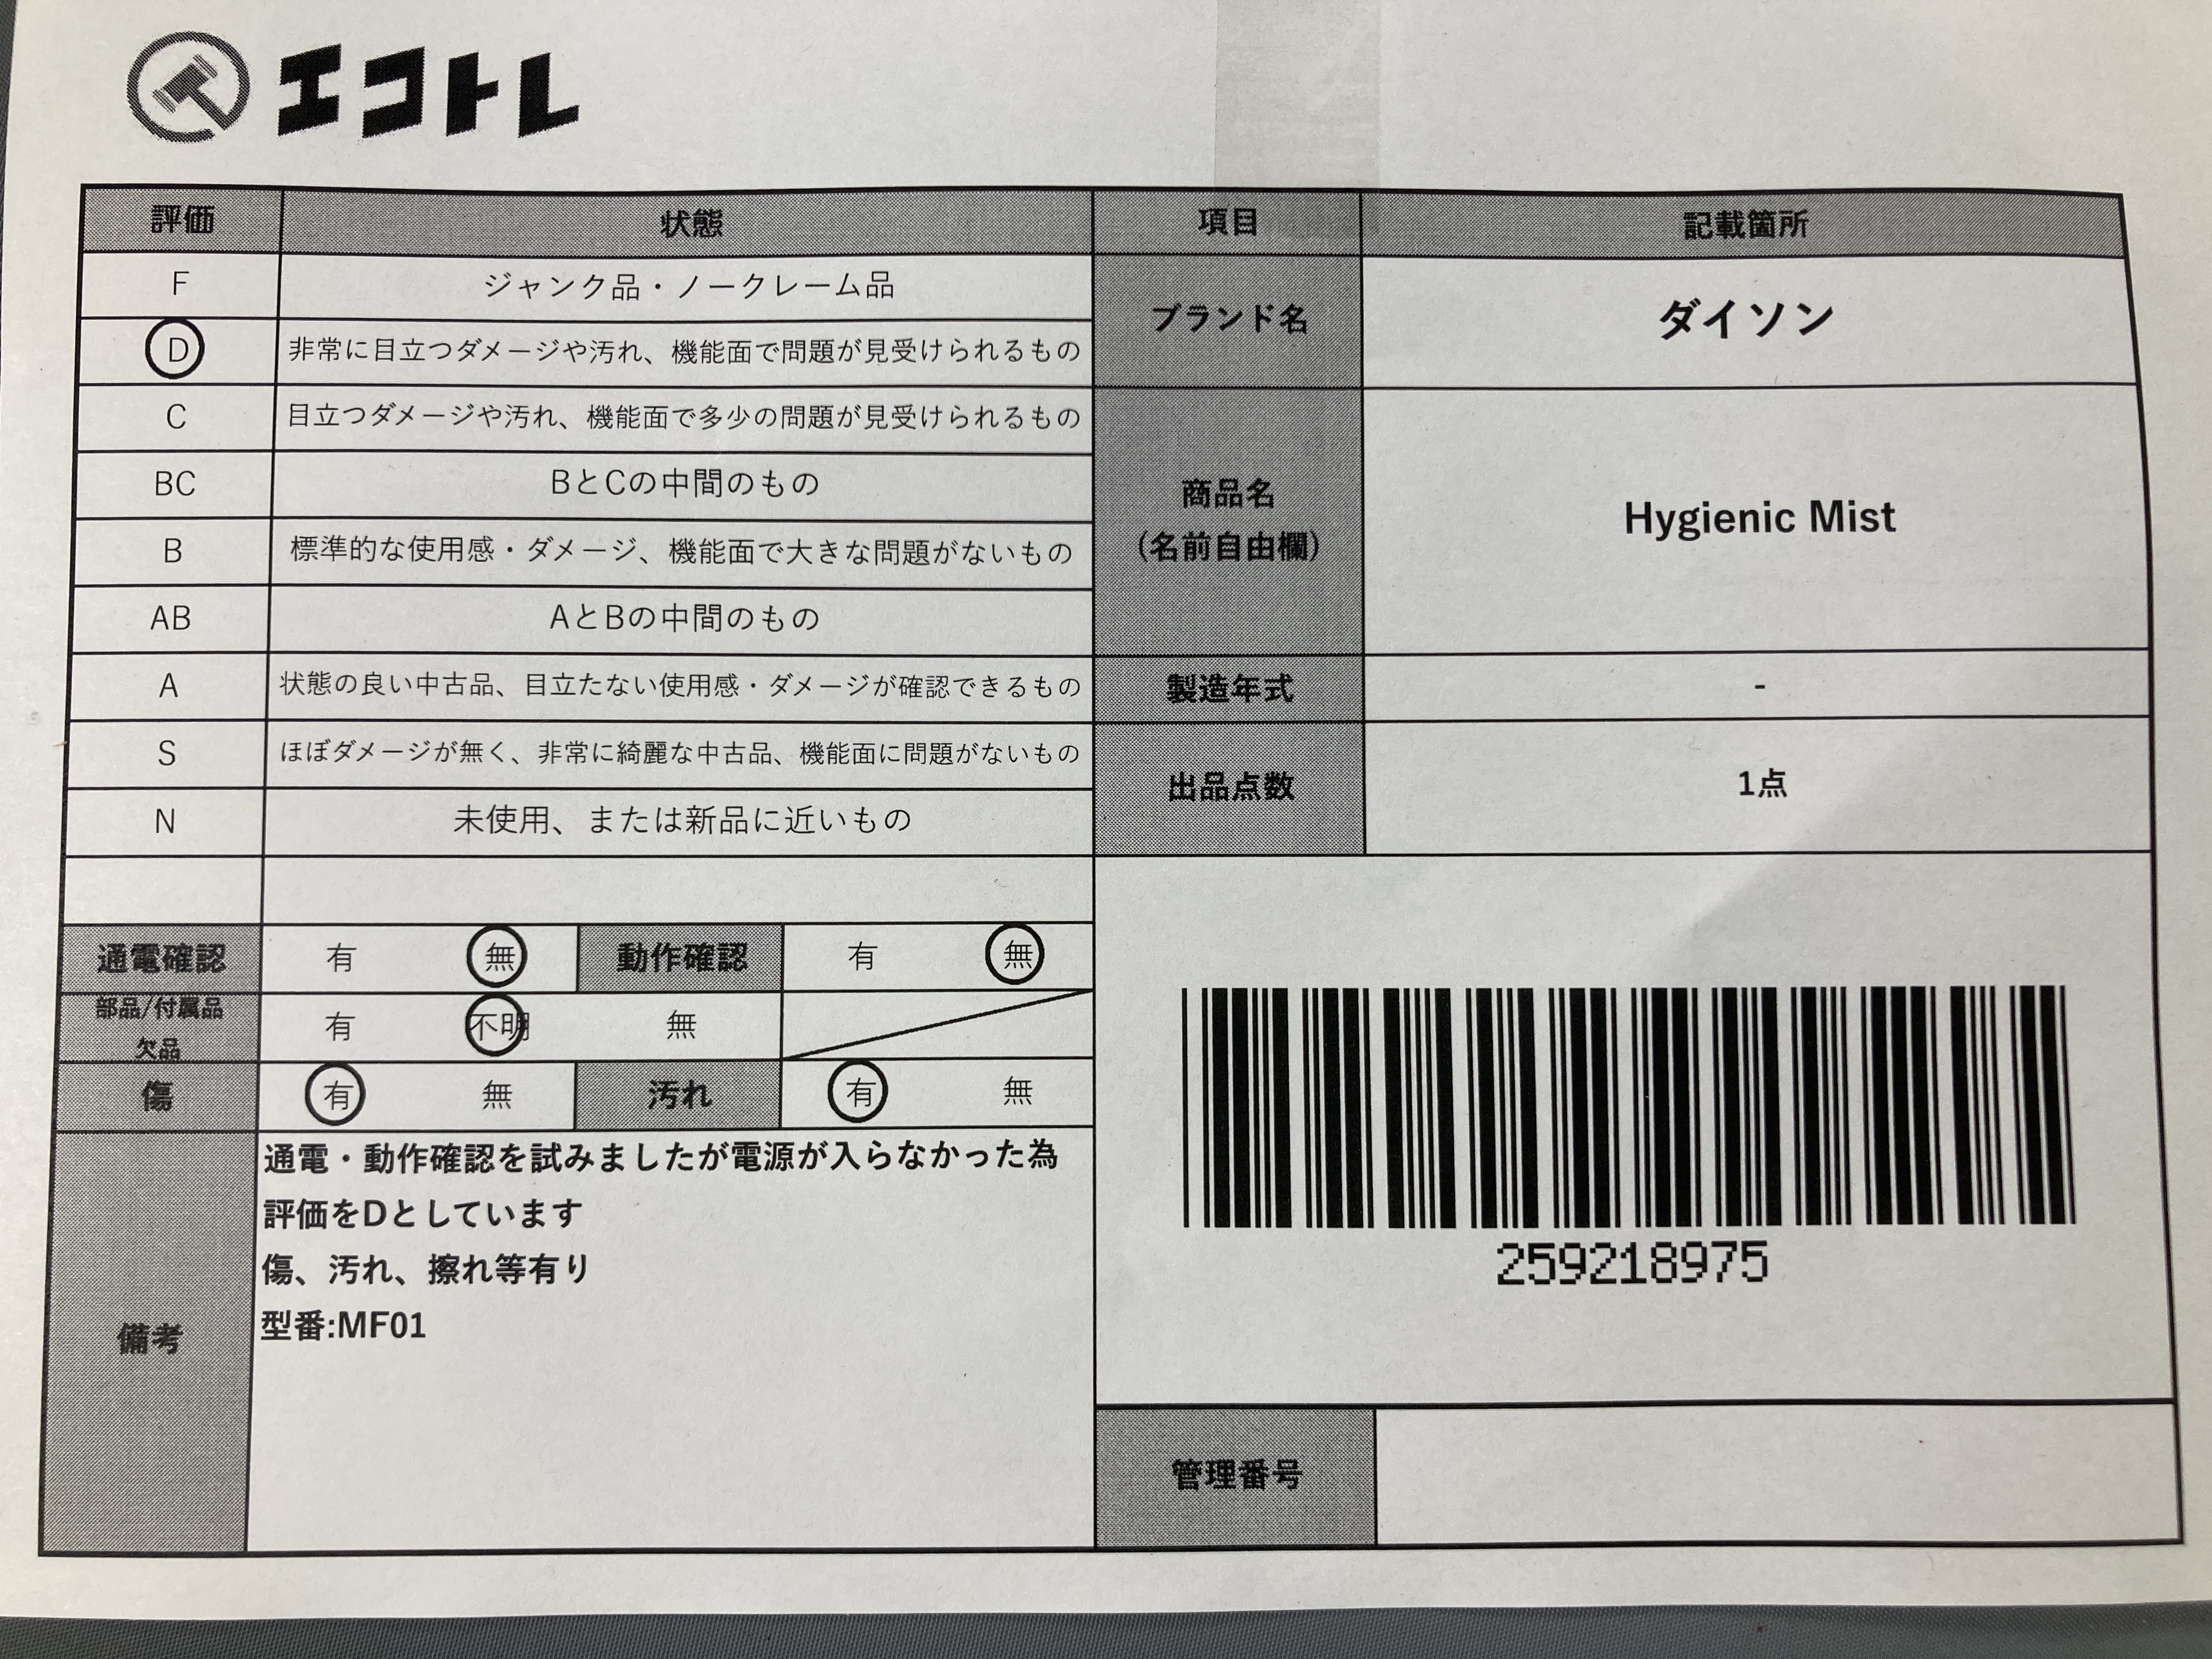 エコトレ
評価 状態 項目 記載箇所
F ジャンク品・ノークレーム品
D 非常に目立つダメージや汚れ、機能面で問題が見受けられるもの
ブランド名 ダイソン
C 目立つダメージや汚れ、機能面で多少の問題が見受けられるもの
BC BとCの中間のもの
B 標準的な使用感・ダメージ、機能面で大きな問題がないもの
AB AとBの中間のもの
商品名
(名前自由欄)
Hygienic Mist
A 状態の良い中古品、目立たない使用感・ダメージが確認できるもの
製造年式 -
S ほぼダメージが無く、非常に綺麗な中古品、機能面に問題がないもの
N 未使用、または新品に近いもの
出品点数 1点
通電確認 有 無 動作確認 有 無
部品/付属品
欠品
有 不明 無
傷 有 無 汚れ 有 無
備考
通電・動作確認を試みましたが電源が入らなかった為
評価をDとしています
傷、汚れ、擦れ等有り
型番:MF01
259218975
管理番号